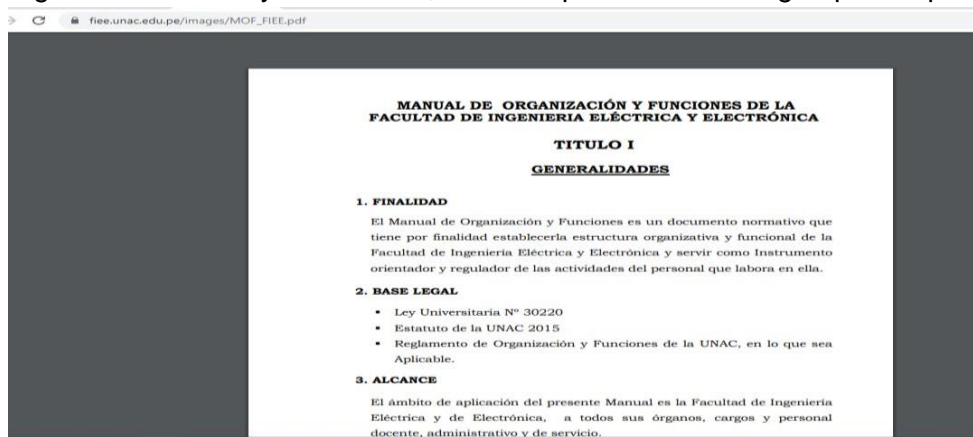 fiee.unac.edu.pe/images/MOF_FIEE.pdf
MANUAL DE ORGANIZACIÓN Y FUNCIONES DE LA
FACULTAD DE INGENIERIA ELÉCTRICA Y ELECTRÓNICA
TITULO I
GENERALIDADES
1. FINALIDAD
El Manual de Organización y Funciones es un documento normativo que
tiene por finalidad establecerla estructura organizativa y funcional de la
Facultad de Ingeniería Eléctrica y Electrónica y servir como Instrumento
orientador y regulador de las actividades del personal que labora en ella.
2. BASE LEGAL
▪ Ley Universitaria Nº 30220
▪ Estatuto de la UNAC 2015
▪ Reglamento de Organización y Funciones de la UNAC, en lo que sea
Aplicable.
3. ALCANCE
El ámbito de aplicación del presente Manual es la Facultad de Ingeniería
Eléctrica y de Electrónica, a todos sus órganos, cargos y personal
docente, administrativo y de servicio.